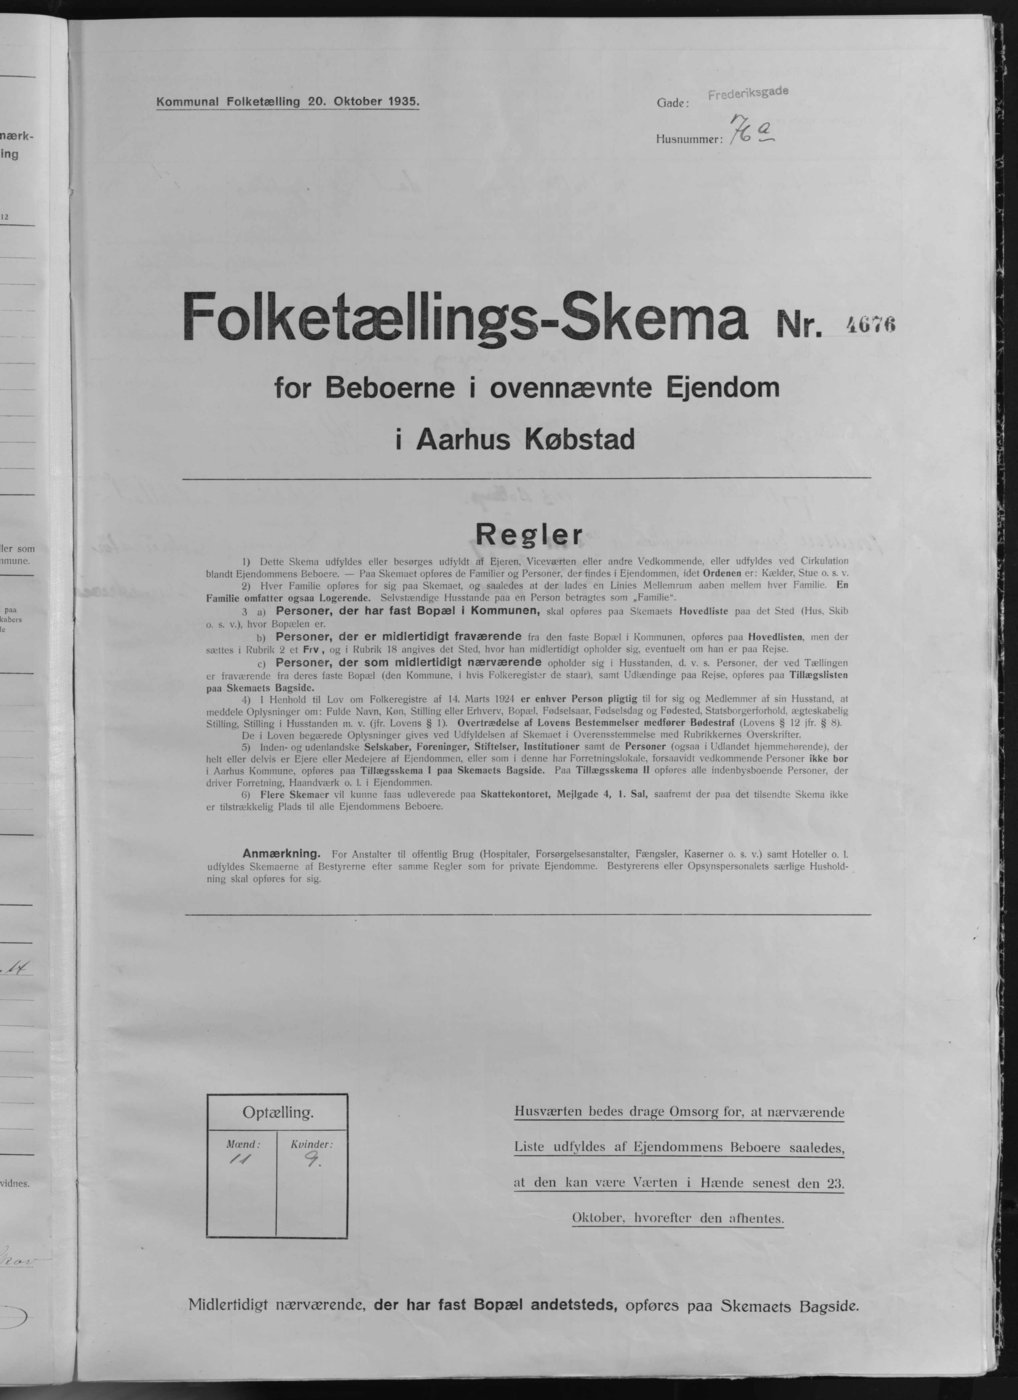 Kommunal Folketælling 20. Oktober 1935.
Gade: Frederiksgade
Husnummer: 76 a
Folketællings-Skema Nr. 4676
for Beboerne i ovennævnte Ejendom
i Aarhus Købstad
Regler
1) Dette Skema udfyldes eller besørges udfyldt af Ejeren, Viceværten eller andre Vedkommende, eller udfyldes ved Cirkulation
blandt Ejendommens Beboere. — Paa Skemaet opføres de Familier og Personer, der findes i Ejendommen, idet Ordenen er: Kælder, Stue o. s. v.
2) Hver Familie opføres for sig paa Skemaet, og saaledes at der lades en Linies Mellemrum aaben mellem hver Familie. En
Familie omfatter ogsaa Logerende. Selvstændige Husstande paa en Person betragtes som „Familie“.
3 a) Personer, der har fast Bopæl i Kommunen, skal opføres paa Skemaets Hovedliste paa det Sted (Hus, Skib
o. s. v.), hvor Bopælen er.
b) Personer, der er midlertidigt fraværende fra den faste Bopæl i Kommunen, opføres paa Hovedlisten, men der
sættes i Rubrik 2 et Frv, og i Rubrik 18 angives det Sted, hvor han midlertidigt opholder sig, eventuelt om han er paa Rejse.
c) Personer, der som midlertidigt nærværende opholder sig i Husstanden, d. v. s. Personer, der ved Tællingen
er fraværende fra deres faste Bopæl (den Kommune, i hvis Folkeregister de staar), samt Udlændinge paa Rejse, opføres paa Tillægslisten
paa Skemaets Bagside.
4) I Henhold til Lov om Folkeregistre af 14. Marts 1924 er enhver Person pligtig til for sig og Medlemmer af sin Husstand, at
meddele Oplysninger om: Fulde Navn, Køn, Stilling eller Erhverv, Bopæl, Fødselsaar, Fødselsdag og Fødested, Statsborgerforhold, ægteskabelig
Stilling, Stilling i Husstanden m. v. (jfr. Lovens § 1). Overtrædelse af Lovens Bestemmelser medfører Bødestraf (Lovens § 12 jfr. § 8).
De i Loven begærede Oplysninger gives ved Udfyldelsen af Skemaet i Overensstemmelse med Rubrikkernes Overskrifter.
5) Inden- og udenlandske Selskaber, Foreninger, Stiftelser, Institutioner samt de Personer (ogsaa i Udlandet hjemmehørende), der
helt eller delvis er Ejere eller Medejere af Ejendommen, eller som i denne har Forretningslokale, forsaavidt vedkommende Personer ikke bor
i Aarhus Kommune, opføres paa Tillægsskema I paa Skemaets Bagside. Paa Tillægsskema II opføres alle indenbysboende Personer, der
driver Forretning, Haandværk o. l. i Ejendommen.
6) Flere Skemaer vil kunne faas udleverede paa Skattekontoret, Mejlgade 4, 1. Sal, saafremt der paa det tilsendte Skema ikke
er tilstrækkelig Plads til alle Ejendommens Beboere.
Anmærkning. For Anstalter til offentlig Brug (Hospitaler, Forsørgelsesanstalter, Fængsler, Kaserner o. s. v.) samt Hoteller o. l.
udfyldes Skemaerne af Bestyrerne efter samme Regler som for private Ejendomme. Bestyrerens eller Opsynspersonalets særlige Hushold-
ning skal opføres for sig.
Optælling.
Mænd: Kvinder:
11 9.
Husværten bedes drage Omsorg for, at nærværende
Liste udfyldes af Ejendommens Beboere saaledes,
at den kan være Værten i Hænde senest den 23.
Oktober, hvorefter den afhentes.
Midlertidigt nærværende, der har fast Bopæl andetsteds, opføres paa Skemaets Bagside.